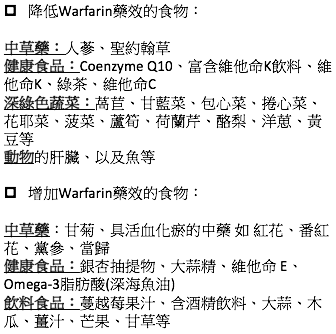 □ 降低Warfarin藥效的食物：
中草藥：人蔘、聖約翰草
健康食品：Coenzyme Q10、富含維他命K飲料、維
他命K、綠茶、維他命C
深綠色蔬菜：萵苣、甘藍菜、包心菜、捲心菜、
花耶菜、菠菜、蘆筍、荷蘭芹、酪梨、洋蔥、黃
豆等
動物的肝臟、以及魚等
□ 增加Warfarin藥效的食物：
中草藥：甘菊、具活血化瘀的中藥 如 紅花、番紅
花、黨參、當歸
健康食品：銀杏抽提物、大蒜精、維他命 E、
Omega-3脂肪酸(深海魚油)
飲料食品：蔓越莓果汁、含酒精飲料、大蒜、木
瓜、薑汁、芒果、甘草等